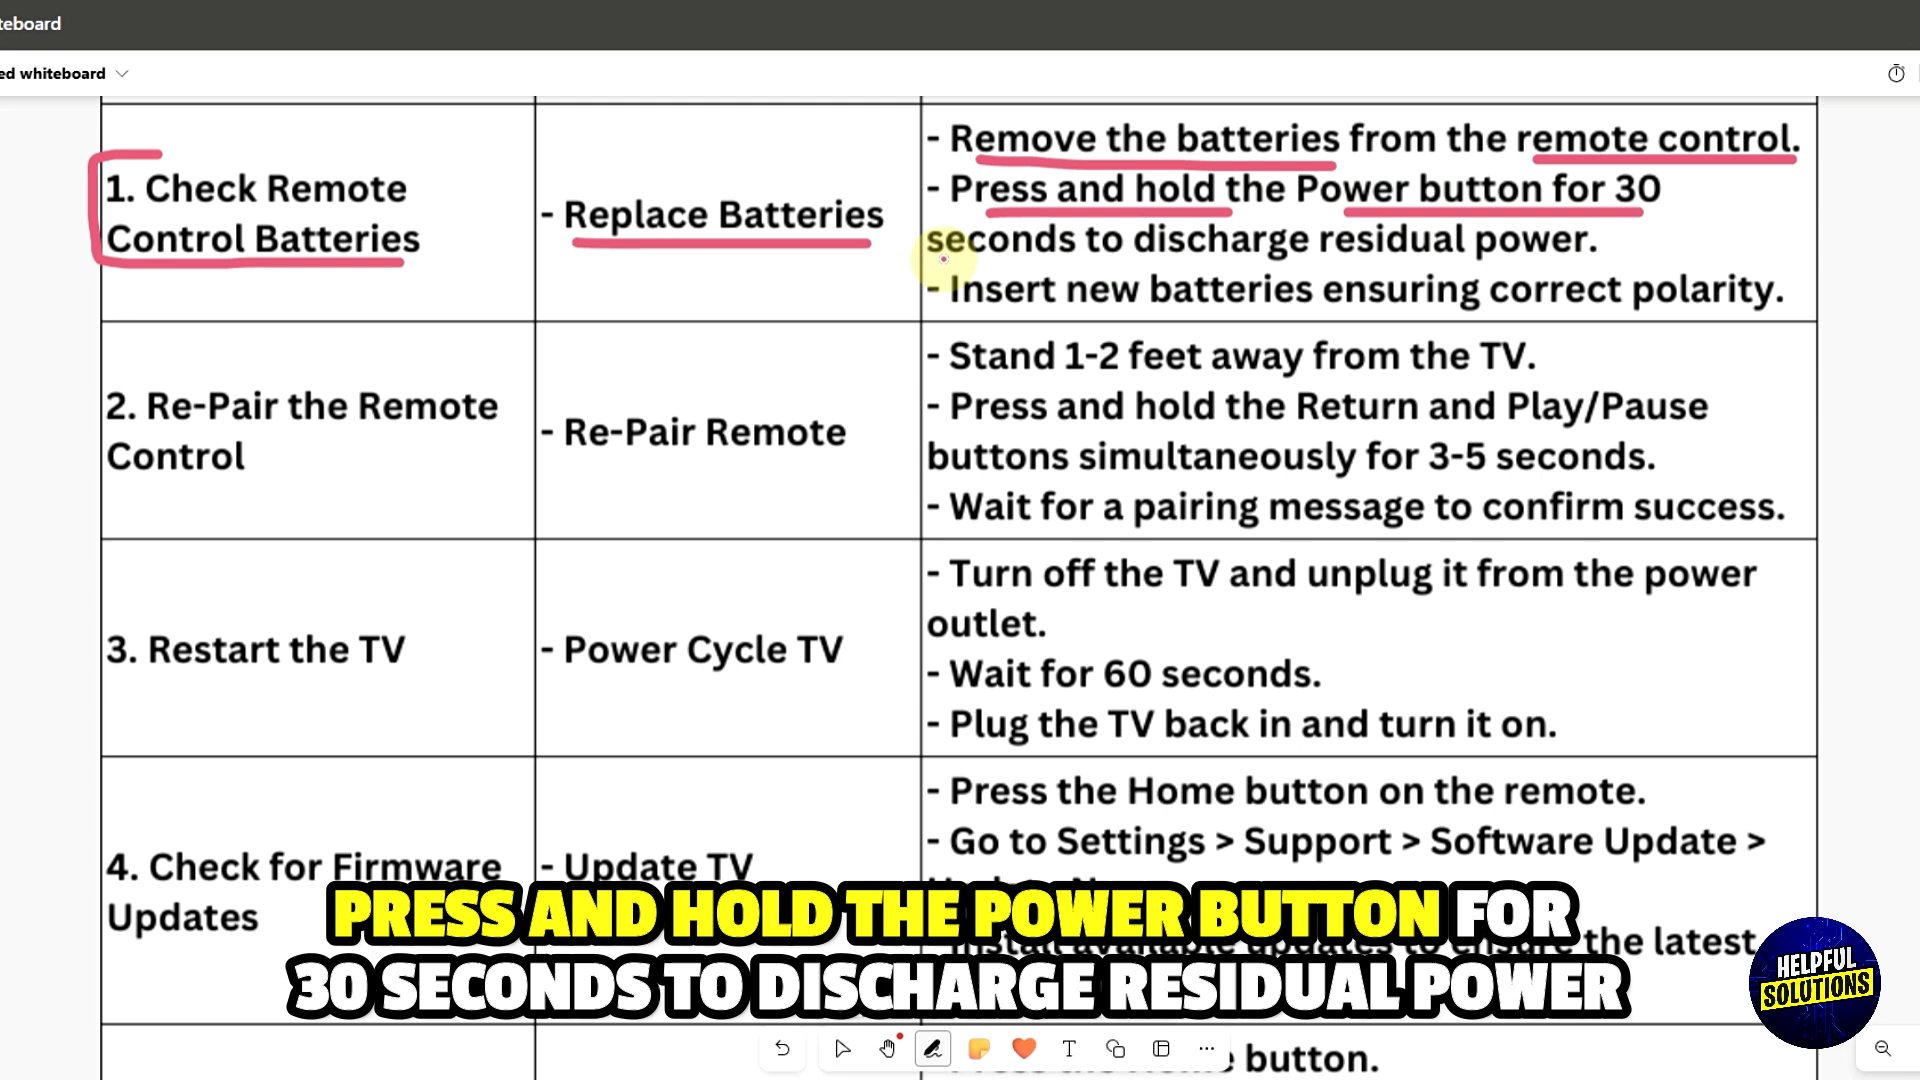 teboard
ed whiteboard
1. Check Remote
Control Batteries
- Replace Batteries
- Remove the batteries from the remote control.
- Press and hold the Power button for 30
seconds to discharge residual power.
- Insert new batteries ensuring correct polarity.
2. Re-Pair the Remote
Control
- Re-Pair Remote
- Stand 1-2 feet away from the TV.
- Press and hold the Return and Play/Pause
buttons simultaneously for 3-5 seconds.
- Wait for a pairing message to confirm success.
3. Restart the TV
- Power Cycle TV
- Turn off the TV and unplug it from the power
outlet.
- Wait for 60 seconds.
- Plug the TV back in and turn it on.
4. Check for Firmware
Updates
- Update TV
- Press the Home button on the remote.
- Go to Settings > Support > Software Update >
the latest
PRESS AND HOLD THE POWER BUTTON FOR
30 SECONDS TO DISCHARGE RESIDUAL POWER
HELPFUL
SOLUTIONS
button.